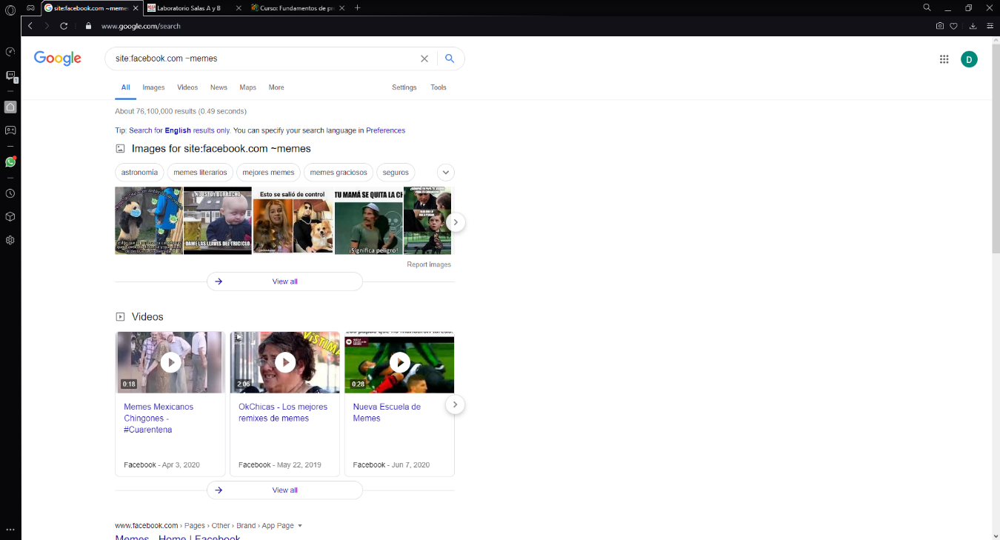 site:facebook.com ~memes
Laboratorio Salas A y B
Curso: Fundamentos de pr
www.google.com/search
Google
site:facebook.com ~memes
D
All Images Videos News Maps More Settings Tools
About 76,100,000 results (0.49 seconds)
Tip: Search for English results only. You can specify your search language in Preferences
Images for site:facebook.com ~memes
astronomía memes literarios mejores memes memes graciosos seguros
NO ESTOY BORRACHO
DAME LAS LLAVES DEL TRICICLO
Esto se salió de control
TU MAMÁ SE QUITA LA CH
¡Significa peligro!
Report images
View all
Videos
0:18
VÍSTIMA
2:06
0:28
Memes Mexicanos
Chingones -
#Cuarentena
Facebook - Apr 3, 2020
OkChicas - Los mejores
remixes de memes
Facebook - May 22, 2019
Nueva Escuela de
Memes
Facebook - Jun 7, 2020
View all
www.facebook.com › Pages › Other › Brand › App Page
Memes - Home | Facebook